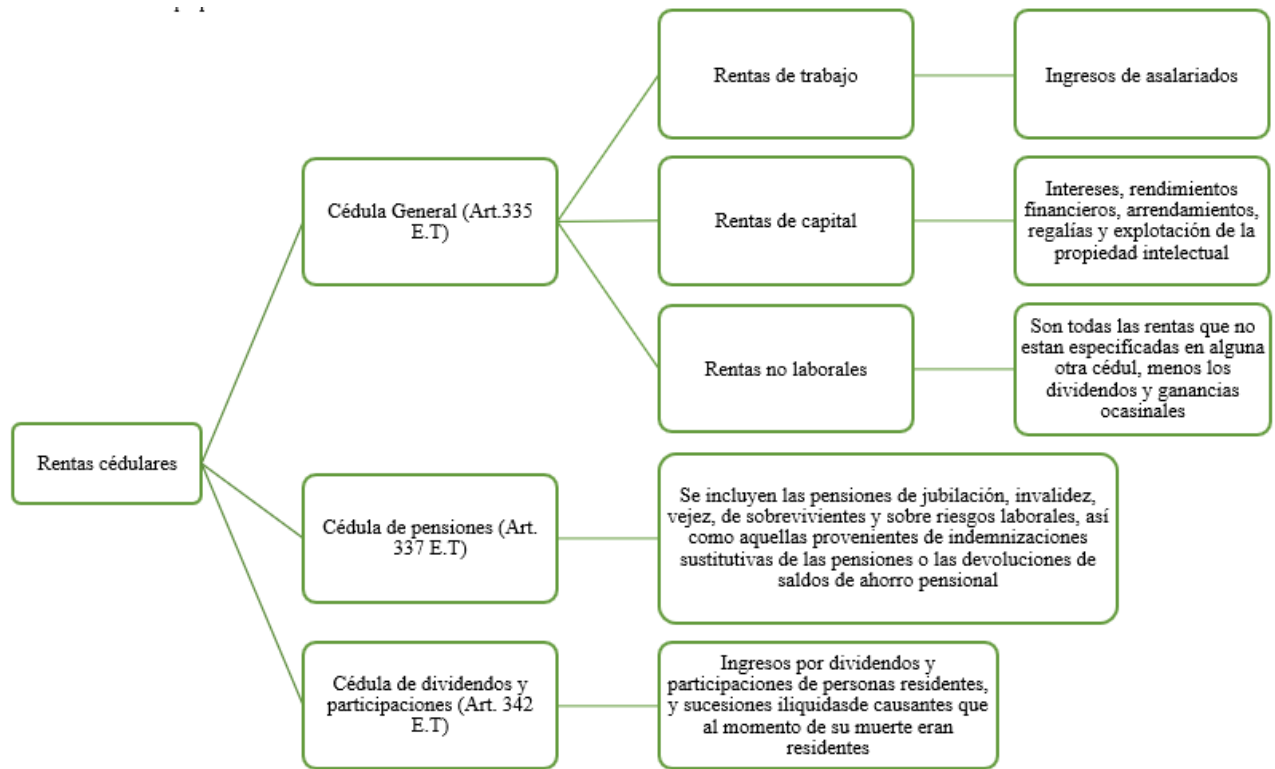 Rentas de trabajo
Ingresos de asalariados
Cédula General (Art.335
E.T)
Rentas de capital
Intereses, rendimientos
financieros, arrendamientos,
regalías y explotación de la
propiedad intelectual
Rentas no laborales
Son todas las rentas que no
estan especificadas en alguna
otra cédul, menos los
dividendos y ganancias
ocasinales
Rentas cédulares
Cédula de pensiones (Art.
337 E.T)
Se incluyen las pensiones de jubilación, invalidez,
vejez, de sobrevivientes y sobre riesgos laborales, así
como aquellas provenientes de indemnizaciones
sustitutivas de las pensiones o las devoluciones de
saldos de ahorro pensional
Cédula de dividendos y
participaciones (Art. 342
E.T)
Ingresos por dividendos y
participaciones de personas residentes,
y sucesiones iliquidasde causantes que
al momento de su muerte eran
residentes